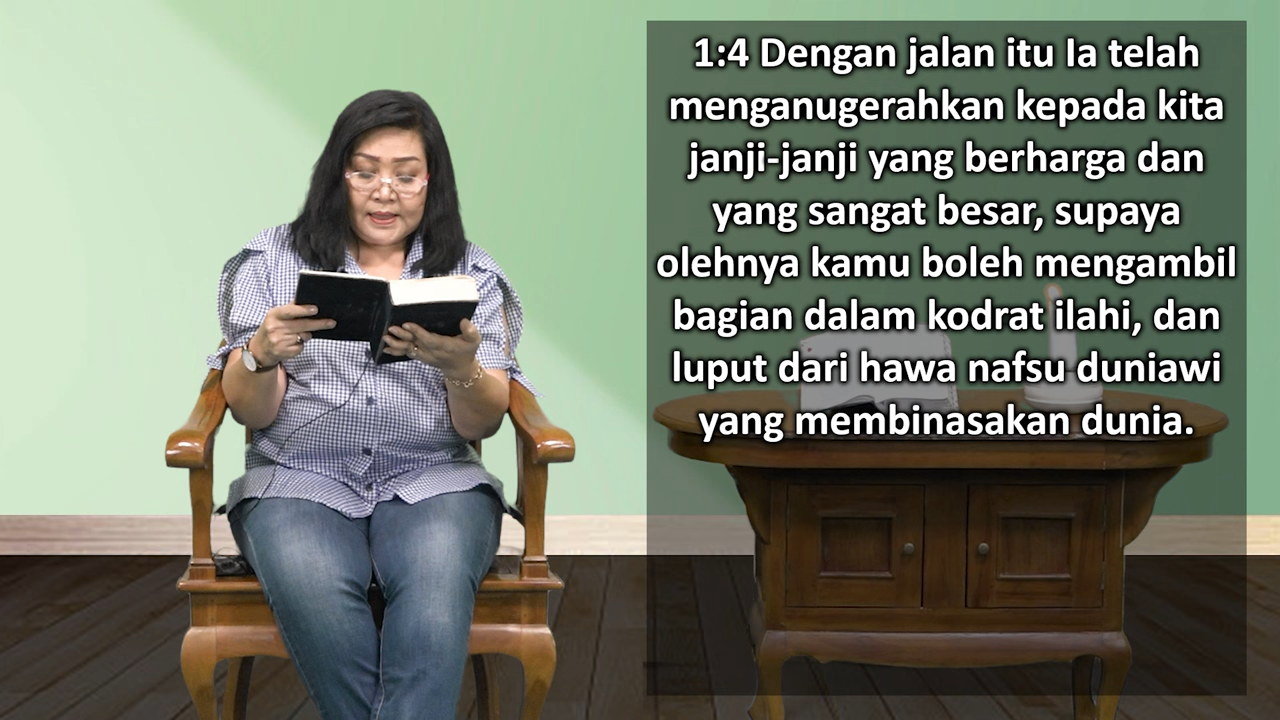 1:4 Dengan jalan itu Ia telah
menganugerahkan kepada kita
janji-janji yang berharga dan
yang sangat besar, supaya
olehnya kamu boleh mengambil
bagian dalam kodrat ilahi, dan
luput dari hawa nafsu duniawi
yang membinasakan dunia.